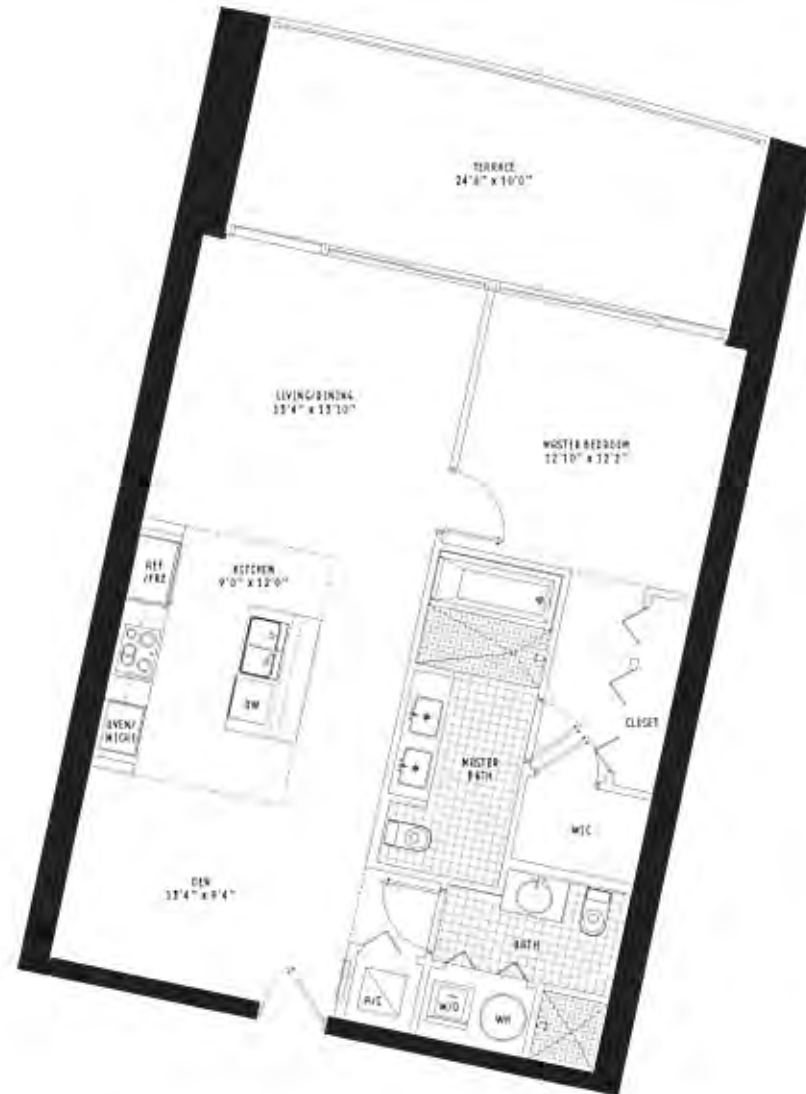 TERRACE
24'0" x 10'0"
LIVING/DINING
13'4" x 13'10"
MASTER BEDROOM
12'10" x 12'2"
REF
/FRZ
KITCHEN
9'0" x 12'0"
DW
OVEN/
MICRO
CLOSET
MASTER
BATH
WIC
DEN
13'4" x 9'4"
BATH
A/C
W/D
WH